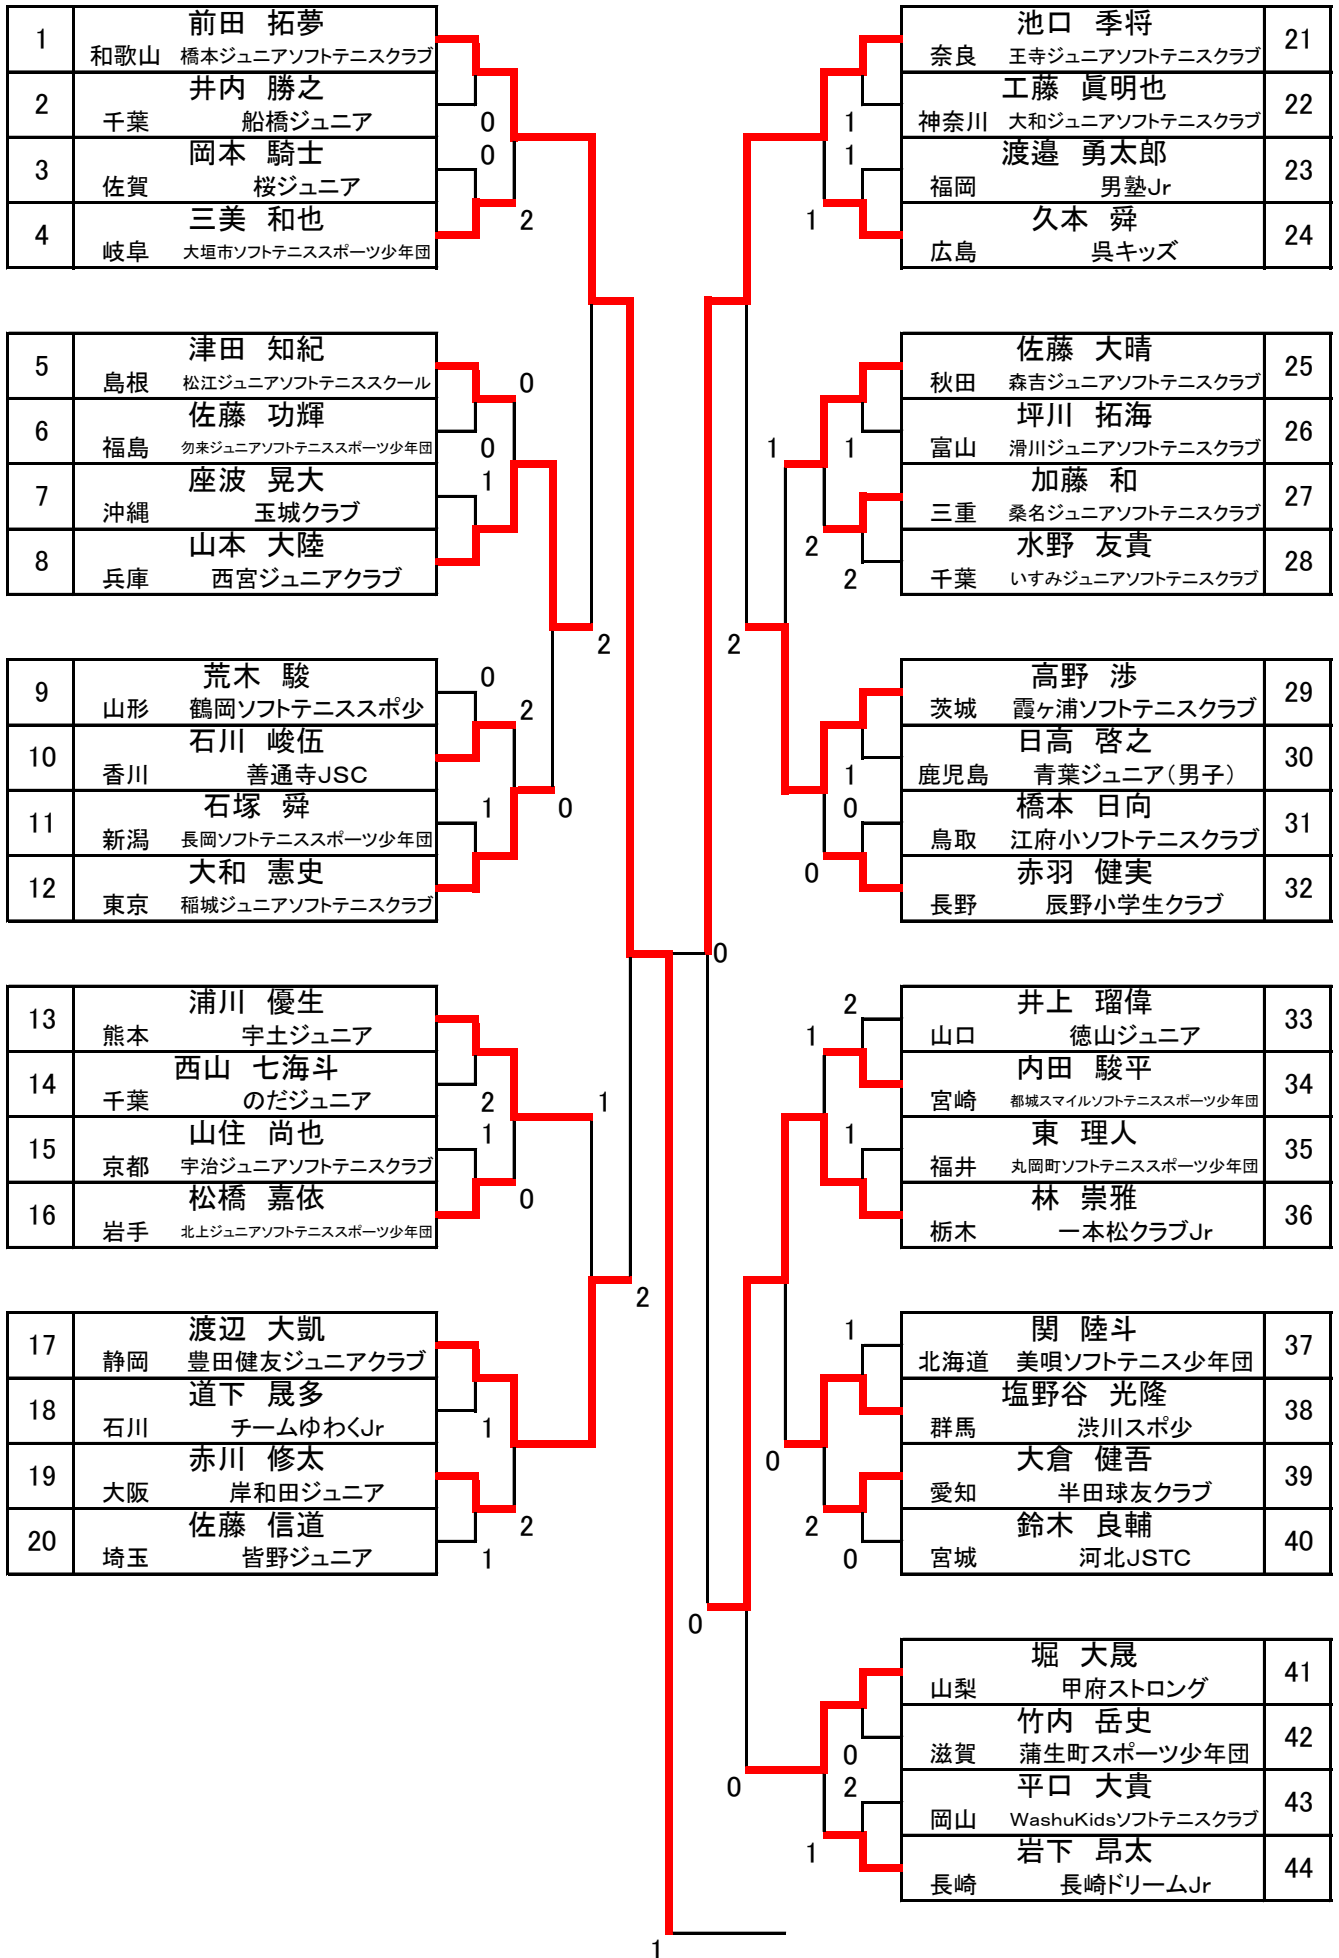 1 前田 拓夢
和歌山 橋本ジュニアソフトテニスクラブ
2 井内 勝之
千葉 船橋ジュニア
0
3 岡本 騎士
佐賀 桜ジュニア
0
4 三美 和也
岐阜 大垣市ソフトテニススポーツ少年団
2
5 津田 知紀
島根 松江ジュニアソフトテニススクール
0
6 佐藤 功輝
福島 勿来ジュニアソフトテニススポーツ少年団
0
7 座波 晃大
沖縄 玉城クラブ
1
8 山本 大陸
兵庫 西宮ジュニアクラブ
2
9 荒木 駿
山形 鶴岡ソフトテニススポ少
0
2
10 石川 峻伍
香川 善通寺JSC
11 石塚 舜
新潟 長岡ソフトテニススポーツ少年団
1
0
12 大和 憲史
東京 稲城ジュニアソフトテニスクラブ
13 浦川 優生
熊本 宇土ジュニア
14 西山 七海斗
千葉 のだジュニア
2
1
15 山住 尚也
京都 宇治ジュニアソフトテニスクラブ
1
16 松橋 嘉依
岩手 北上ジュニアソフトテニススポーツ少年団
0
2
17 渡辺 大凱
静岡 豊田健友ジュニアクラブ
18 道下 晟多
石川 チームゆわくJr
1
19 赤川 修太
大阪 岸和田ジュニア
2
20 佐藤 信道
埼玉 皆野ジュニア
1
池口 季将 21
奈良 王寺ジュニアソフトテニスクラブ
工藤 眞明也 22
神奈川 大和ジュニアソフトテニスクラブ
1
渡邉 勇太郎 23
福岡 男塾Jr
1
久本 舜 24
広島 呉キッズ
1
佐藤 大晴 25
秋田 森吉ジュニアソフトテニスクラブ
坪川 拓海 26
富山 滑川ジュニアソフトテニスクラブ
1
1
加藤 和 27
三重 桑名ジュニアソフトテニスクラブ
2
水野 友貴 28
千葉 いすみジュニアソフトテニスクラブ
2
2
高野 渉 29
茨城 霞ヶ浦ソフトテニスクラブ
日高 啓之 30
鹿児島 青葉ジュニア(男子)
1
橋本 日向 31
鳥取 江府小ソフトテニスクラブ
0
赤羽 健実 32
長野 辰野小学生クラブ
0
0
井上 瑠偉 33
山口 徳山ジュニア
2
1
内田 駿平 34
宮崎 都城スマイルソフトテニススポーツ少年団
東 理人 35
福井 丸岡町ソフトテニススポーツ少年団
1
林 崇雅 36
栃木 一本松クラブJr
関 陸斗 37
北海道 美唄ソフトテニス少年団
1
塩野谷 光隆 38
群馬 渋川スポ少
0
大倉 健吾 39
愛知 半田球友クラブ
2
鈴木 良輔 40
宮城 河北JSTC
0
0
堀 大晟 41
山梨 甲府ストロング
竹内 岳史 42
滋賀 蒲生町スポーツ少年団
0
0
平口 大貴 43
岡山 WashuKidsソフトテニスクラブ
2
岩下 昂太 44
長崎 長崎ドリームJr
1
1